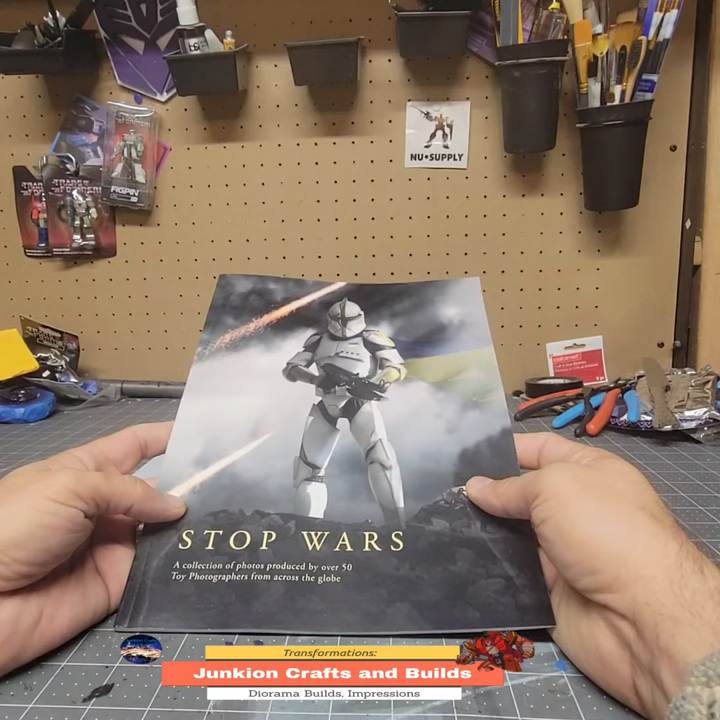 FiGPiN
NU•SUPPLY
STOP WARS
A collection of photos produced by over 50
Toy Photographers from across the globe
Transformations:
Junkion Crafts and Builds
Diorama Builds, Impressions